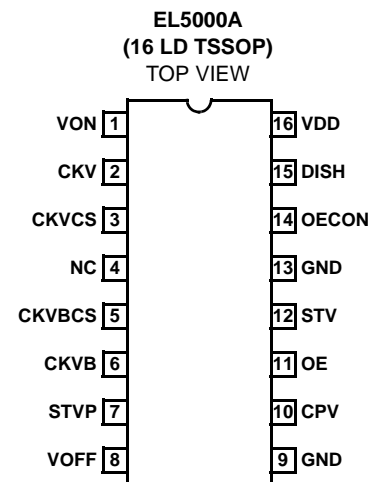 EL5000A
(16 LD TSSOP)
TOP VIEW
VON 1 16 VDD
CKV 2 15 DISH
CKVCS 3 14 OECON
NC 4 13 GND
CKVBCS 5 12 STV
CKVB 6 11 OE
STVP 7 10 CPV
VOFF 8 9 GND